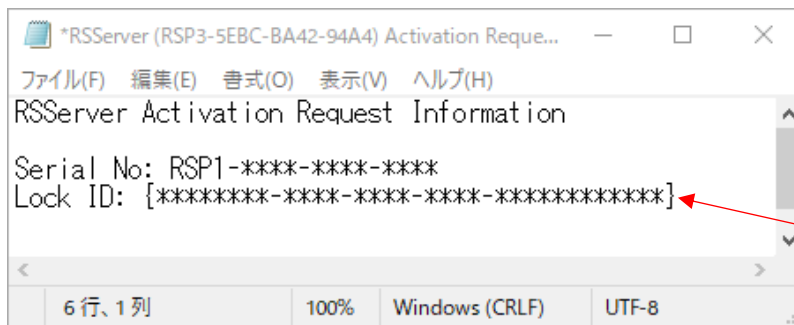 *RSServer (RSP3-5EBC-BA42-94A4) Activation Reque...
ファイル(F) 編集(E) 書式(O) 表示(V) ヘルプ(H)
RSServer Activation Request Information
Serial No: RSP1-****-****-****
Lock ID: {********-****-****-****-************}
6 行、1 列 100% Windows (CRLF) UTF-8